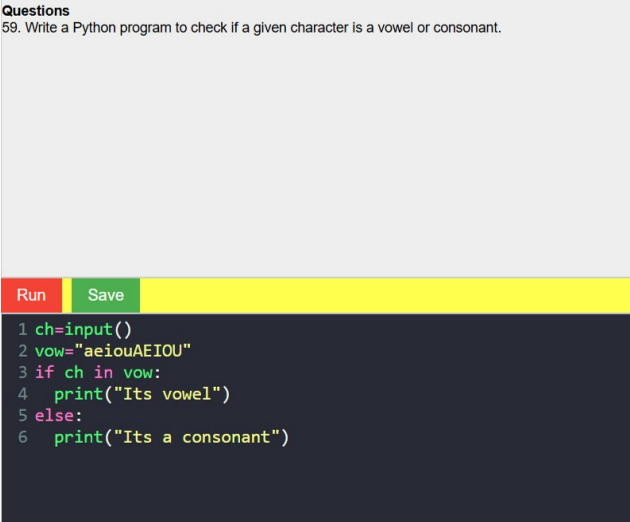 Questions
59. Write a Python program to check if a given character is a vowel or consonant.
Run Save
1 ch=input()
2 vow="aeiouAEIOU"
3 if ch in vow:
4   print("Its vowel")
5 else:
6   print("Its a consonant")